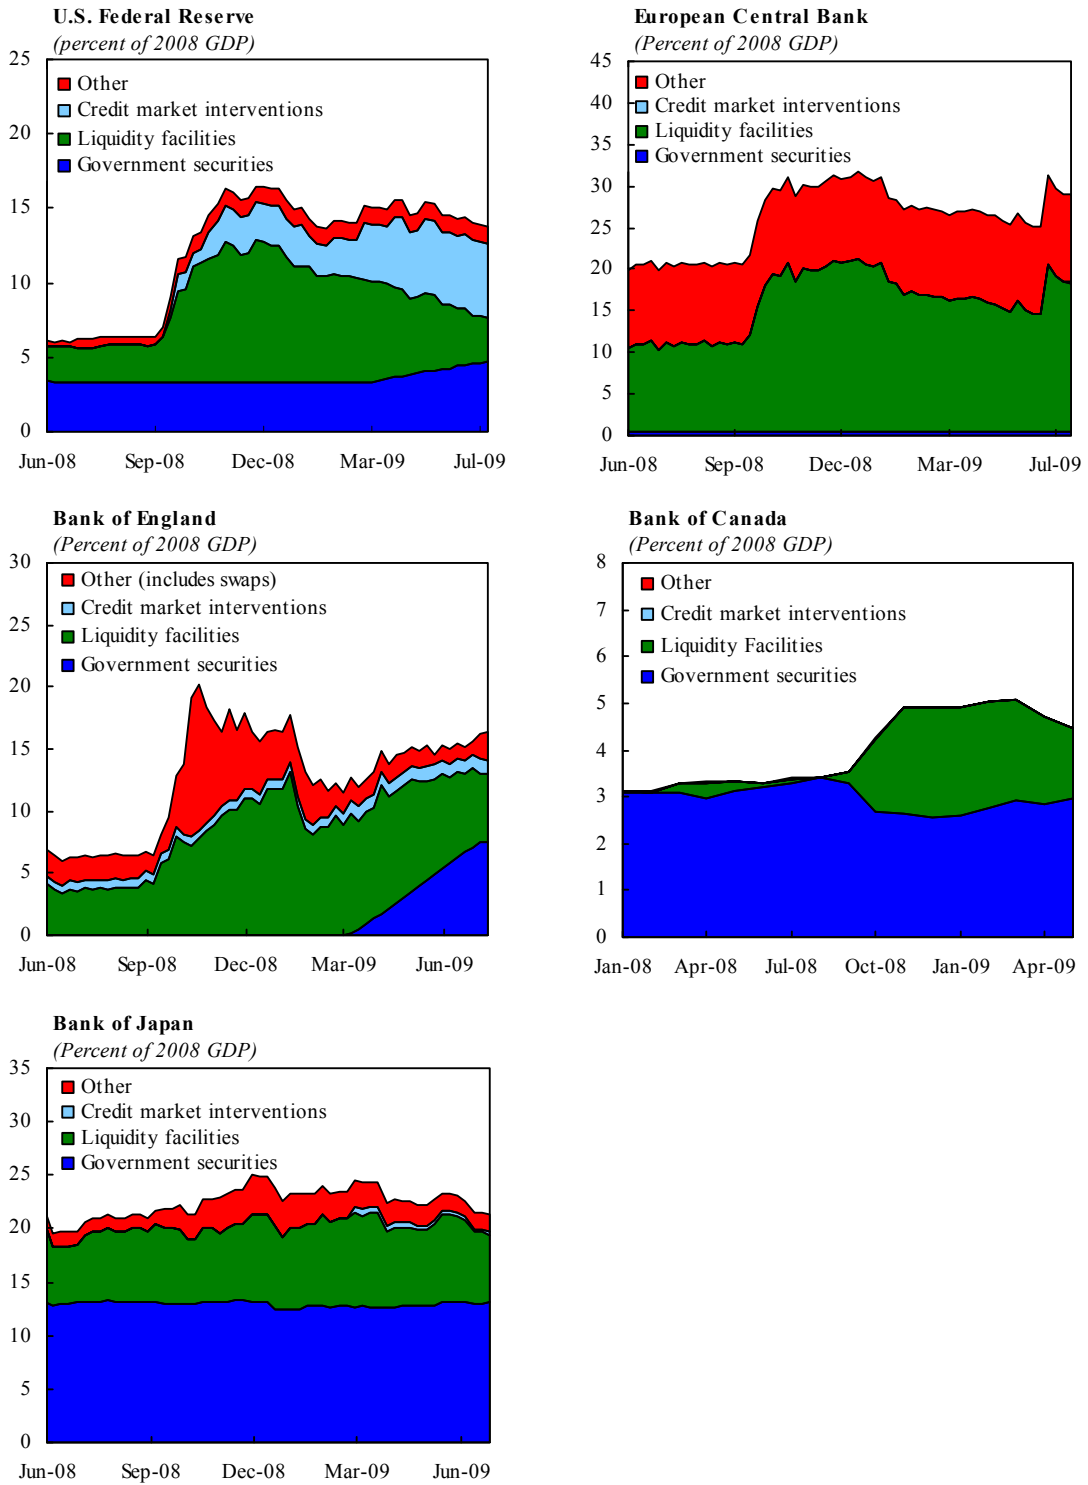 U.S. Federal Reserve
(percent of 2008 GDP)
25
20
15
10
5
0
Other
Credit market interventions
Liquidity facilities
Government securities
Jun-08 Sep-08 Dec-08 Mar-09 Jul-09
European Central Bank
(Percent of 2008 GDP)
45
40
35
30
25
20
15
10
5
0
Other
Credit market interventions
Liquidity facilities
Government securities
Jun-08 Sep-08 Dec-08 Mar-09 Jul-09
Bank of England
(Percent of 2008 GDP)
30
25
20
15
10
5
0
Other (includes swaps)
Credit market interventions
Liquidity facilities
Government securities
Jun-08 Sep-08 Dec-08 Mar-09 Jun-09
Bank of Canada
(Percent of 2008 GDP)
8
7
6
5
4
3
2
1
0
Other
Credit market interventions
Liquidity Facilities
Government securities
Jan-08 Apr-08 Jul-08 Oct-08 Jan-09 Apr-09
Bank of Japan
(Percent of 2008 GDP)
35
30
25
20
15
10
5
0
Other
Credit market interventions
Liquidity facilities
Government securities
Jun-08 Sep-08 Dec-08 Mar-09 Jun-09